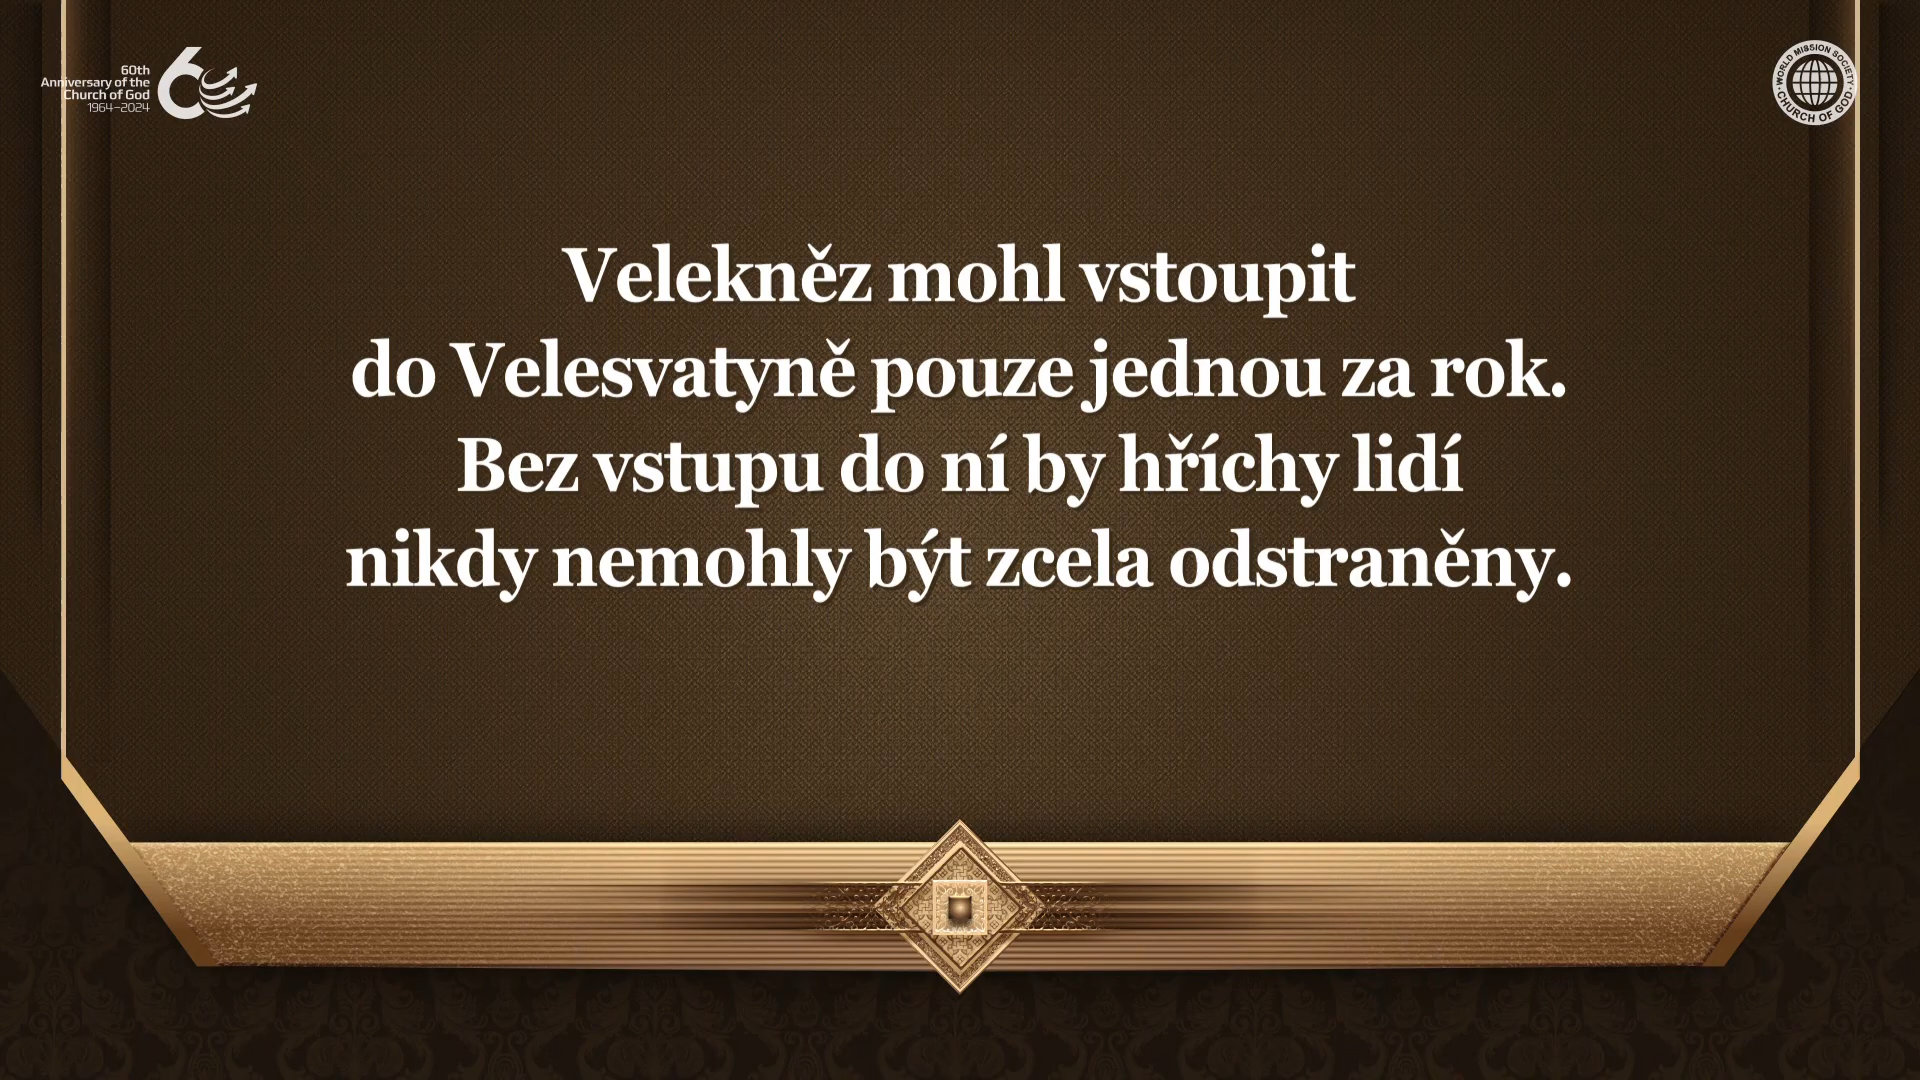 60th
Anniversary of the
Church of God
1964–2024
WORLD MISSION SOCIETY
CHURCH OF GOD
Velekněz mohl vstoupit
do Velesvatyně pouze jednou za rok.
Bez vstupu do ní by hříchy lidí
nikdy nemohly být zcela odstraněny.